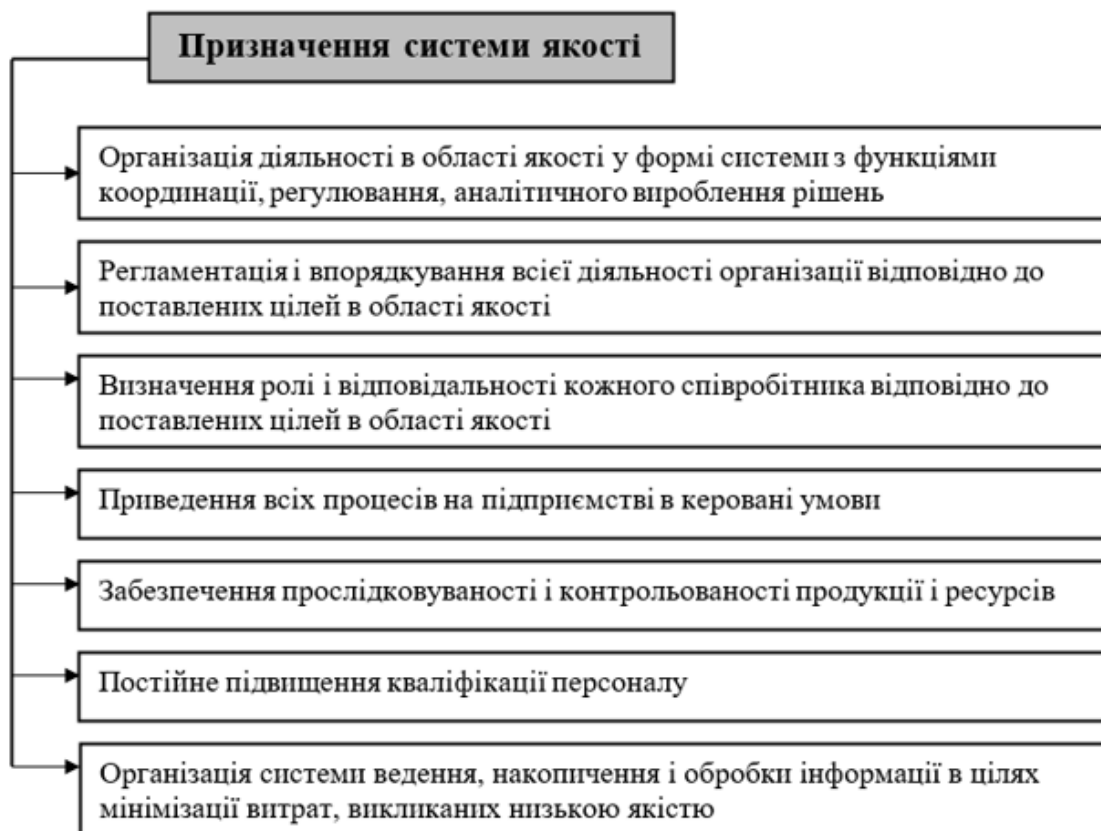 Призначення системи якості
Організація діяльності в області якості у формі системи з функціями
координації, регулювання, аналітичного вироблення рішень
Регламентація і впорядкування всієї діяльності організації відповідно до
поставлених цілей в області якості
Визначення ролі і відповідальності кожного співробітника відповідно до
поставлених цілей в області якості
Приведення всіх процесів на підприємстві в керовані умови
Забезпечення прослідковуваності і контрольованості продукції і ресурсів
Постійне підвищення кваліфікації персоналу
Організація системи ведення, накопичення і обробки інформації в цілях
мінімізації витрат, викликаних низькою якістю